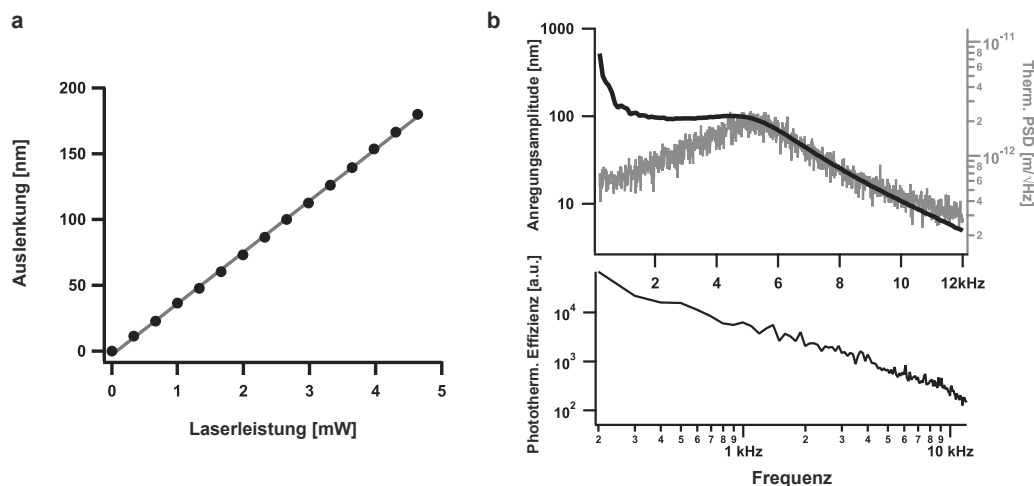 a
Auslenkung [nm]
200
150
100
50
0
0 1 2 3 4 5
Laserleistung [mW]
b
Anregungsamplitude [nm]
1000
100
10
Therm. PSD [m/√Hz]
8
6
4
2
8
6
4
2
10⁻¹¹
10⁻¹²
2 4 6 8 10 12kHz
Phototherm. Effizienz [a.u.]
10⁴
10³
10²
2 3 4 5 6 7 8 9 2 3 4 5 6 7 8 9
1 kHz 10 kHz
Frequenz